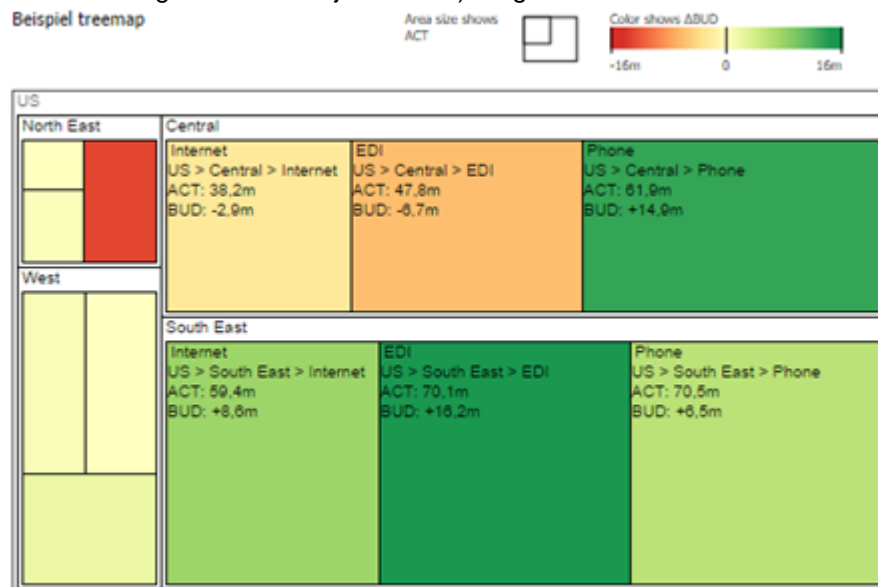 Beispiel treemap
Area size shows
ACT
Color shows ΔBUD
-16m 0 16m
US
North East
Central
Internet
US > Central > Internet
ACT: 38,2m
BUD: -2,9m
EDI
US > Central > EDI
ACT: 47,8m
BUD: -6,7m
Phone
US > Central > Phone
ACT: 61,9m
BUD: +14,9m
West
South East
Internet
US > South East > Internet
ACT: 59,4m
BUD: +8,6m
EDI
US > South East > EDI
ACT: 70,1m
BUD: +16,2m
Phone
US > South East > Phone
ACT: 70,5m
BUD: +6,5m